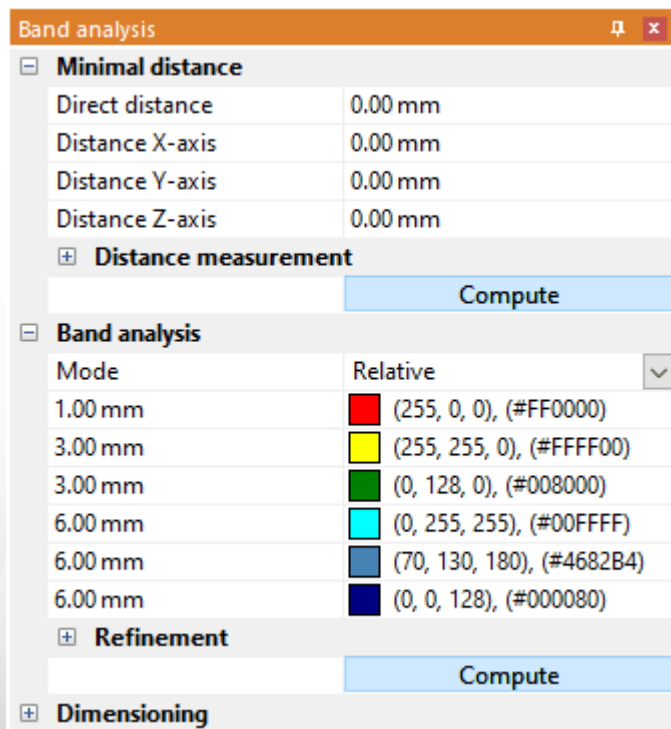 Band analysis
Minimal distance
Direct distance 0.00 mm
Distance X-axis 0.00 mm
Distance Y-axis 0.00 mm
Distance Z-axis 0.00 mm
Distance measurement
Compute
Band analysis
Mode Relative
1.00 mm (255, 0, 0), (#FF0000)
3.00 mm (255, 255, 0), (#FFFF00)
3.00 mm (0, 128, 0), (#008000)
6.00 mm (0, 255, 255), (#00FFFF)
6.00 mm (70, 130, 180), (#4682B4)
6.00 mm (0, 0, 128), (#000080)
Refinement
Compute
Dimensioning